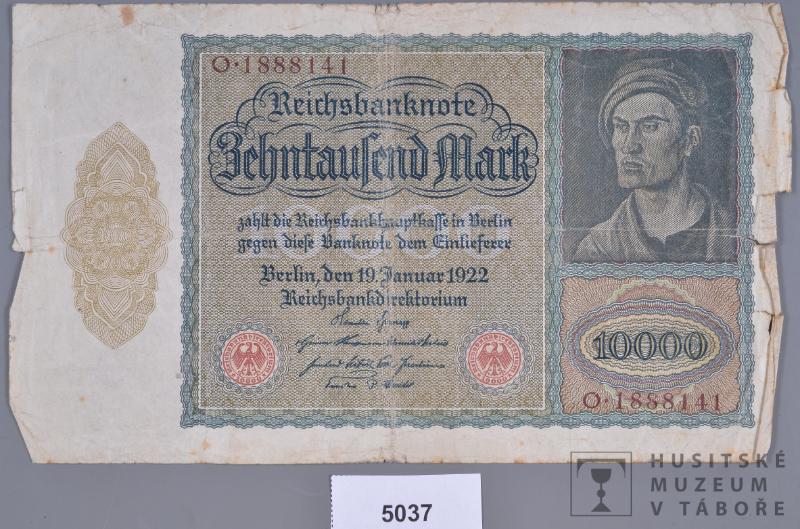 O·1888141
Reichsbanknote
Zehntausend Mark
zahlt die Reichsbankhauptkasse in Berlin
gegen diese Banknote dem Einlieferer
Berlin, den 19. Januar 1922
Reichsbankdirektorium
10000
O·1888141
5037
HUSITSKÉ
MUZEUM
V TÁBOŘE